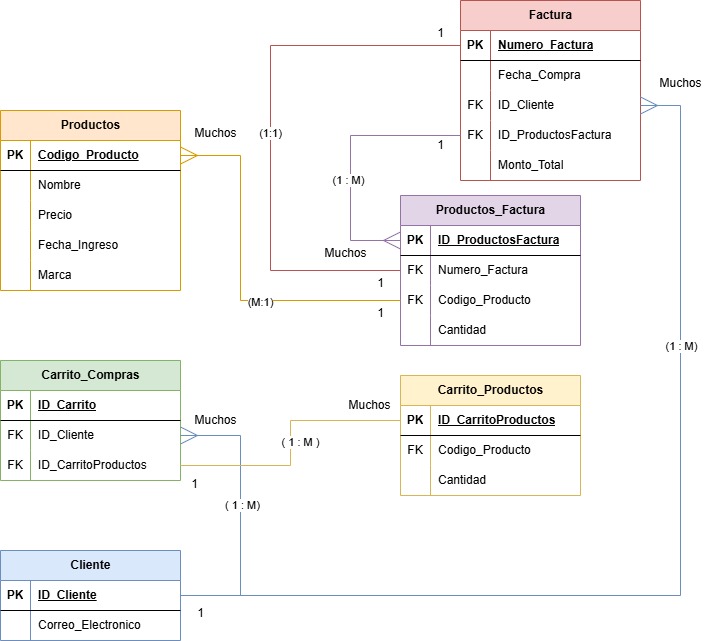 Factura
PK Numero_Factura
Fecha_Compra
FK ID_Cliente
FK ID_ProductosFactura
Monto_Total
1
Muchos
(1:1)
1
(1 : M)
Muchos
Productos
PK Codigo_Producto
Nombre
Precio
Fecha_Ingreso
Marca
Muchos
Productos_Factura
PK ID_ProductosFactura
FK Numero_Factura
FK Codigo_Producto
Cantidad
1
(M:1)
1
(1 : M)
Carrito_Compras
PK ID_Carrito
FK ID_Cliente
FK ID_CarritoProductos
Muchos
1
( 1 : M )
( 1 : M)
Muchos
Carrito_Productos
PK ID_CarritoProductos
FK Codigo_Producto
Cantidad
Cliente
PK ID_Cliente
Correo_Electronico
1